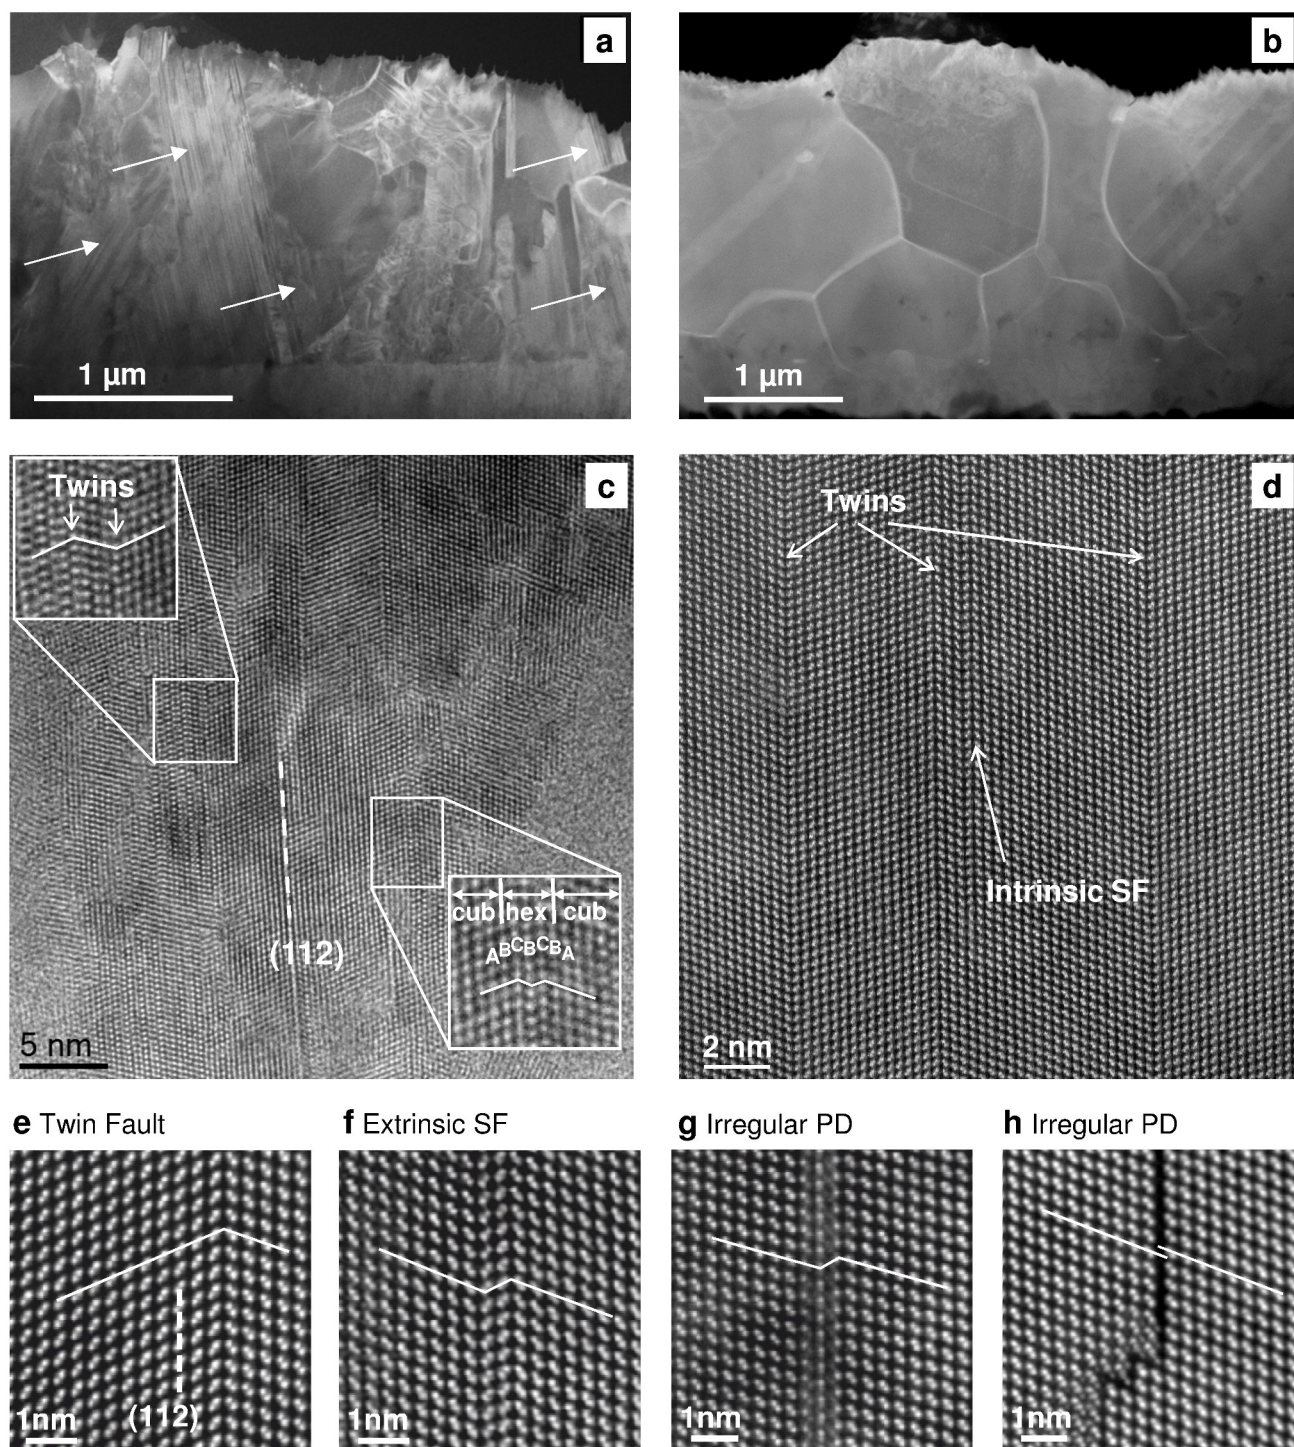 a
b
1 µm
1 µm
c
d
Twins
Twins
cub hex cub
ABCBCBA
Intrinsic SF
(112)
5 nm
2 nm
e Twin Fault
f Extrinsic SF
g Irregular PD
h Irregular PD
(112)
1nm
1nm
1nm
1nm